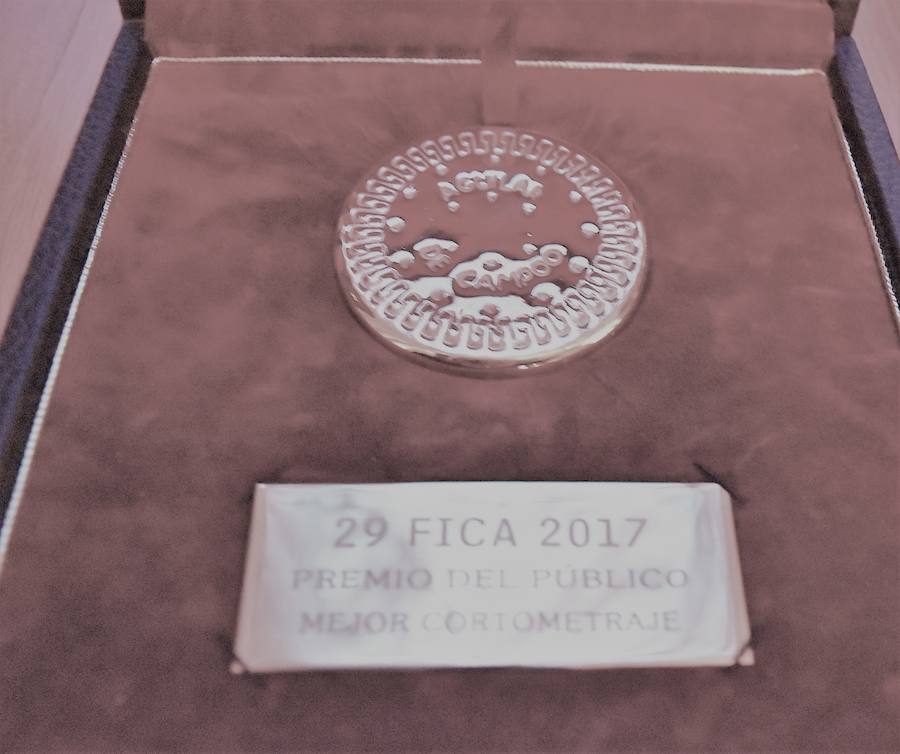 AGUILAR
DE CAMPOO
29 FICA 2017
PREMIO DEL PÚBLICO
MEJOR CORTOMETRAJE